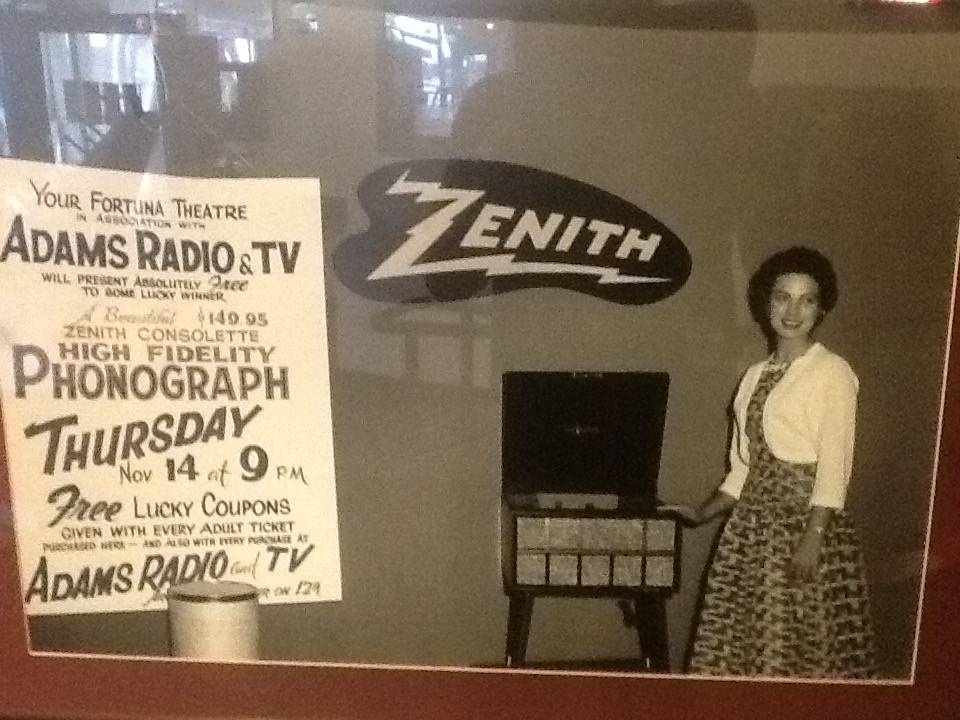 YOUR FORTUNA THEATRE
IN ASSOCIATION WITH
ADAMS RADIO & TV
WILL PRESENT ABSOLUTELY Free
TO SOME LUCKY WINNER
A Beautiful $149.95
ZENITH CONSOLETTE
HIGH FIDELITY
PHONOGRAPH
THURSDAY
Nov 14 at 9 P.M
Free LUCKY COUPONS
GIVEN WITH EVERY ADULT TICKET
PURCHASED HERE - AND ALSO WITH EVERY PURCHASE AT
ADAMS RADIO and TV
ON 129
ZENITH